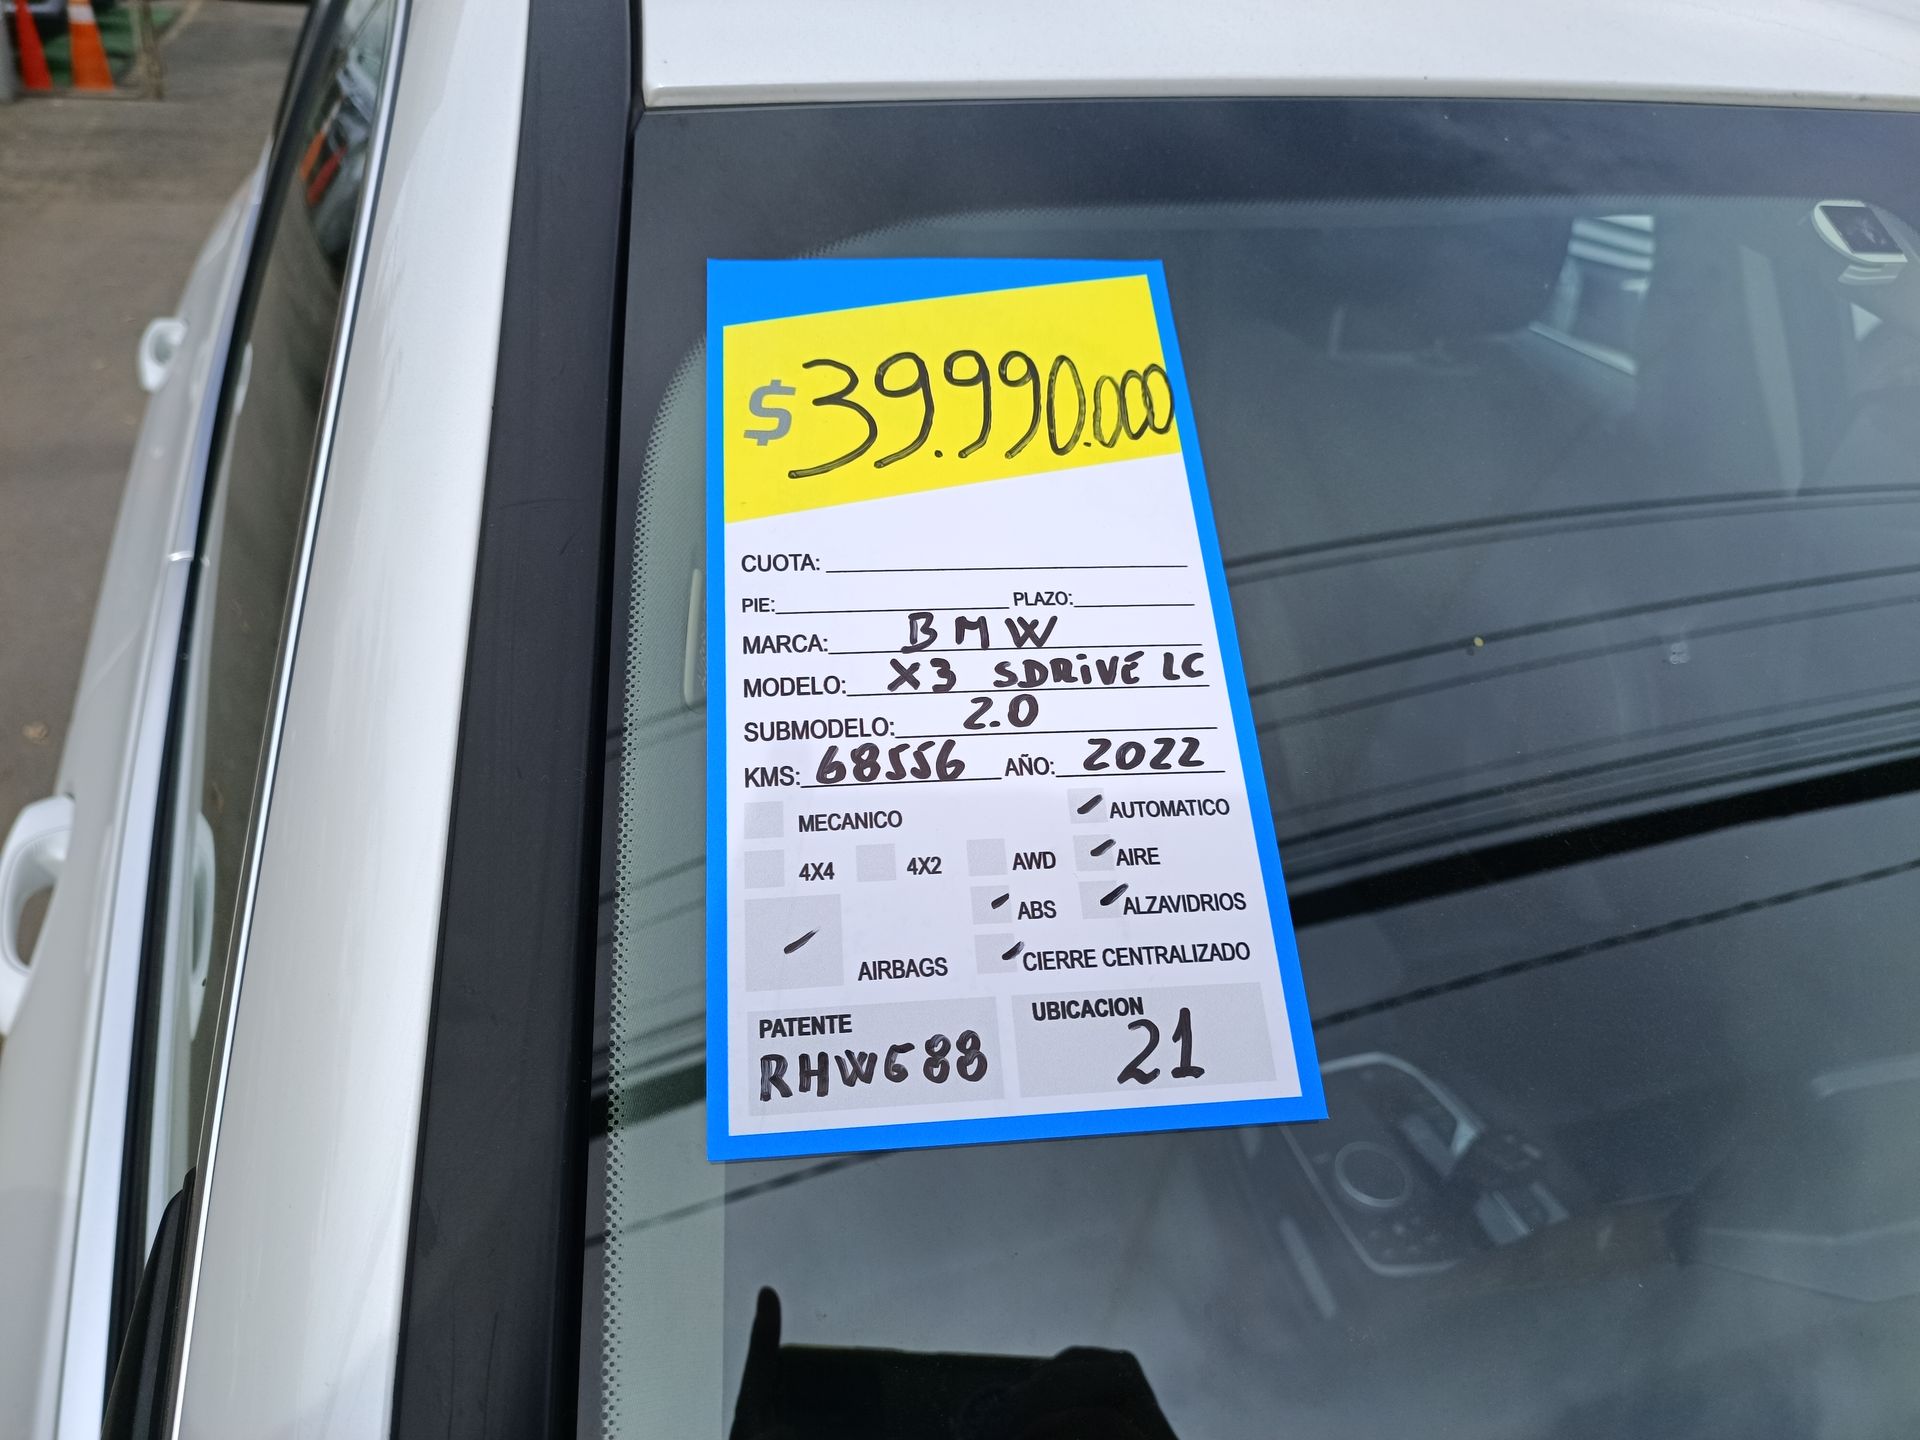 $39.990.000
CUOTA:
PIE: PLAZO:
MARCA: BMW
MODELO: X3 SDRiVE LC
SUBMODELO: 2.0
KMS: 68556 AÑO: 2022
MECANICO AUTOMATICO
4X4 4X2 AWD AIRE
ABS ALZAVIDRIOS
AIRBAGS CIERRE CENTRALIZADO
PATENTE UBICACION
RHWG88 21